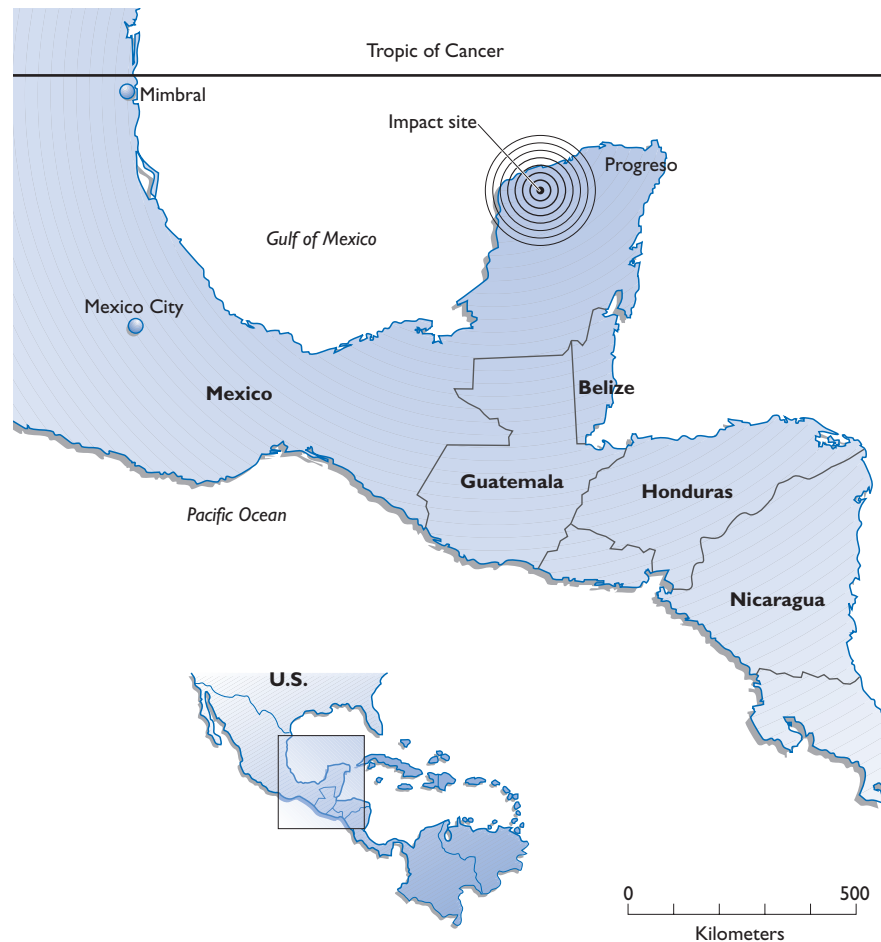 Tropic of Cancer
Mimbral
Impact site
Progreso
Gulf of Mexico
Mexico City
Mexico
Belize
Guatemala
Honduras
Pacific Ocean
Nicaragua
U.S.
0 500
Kilometers